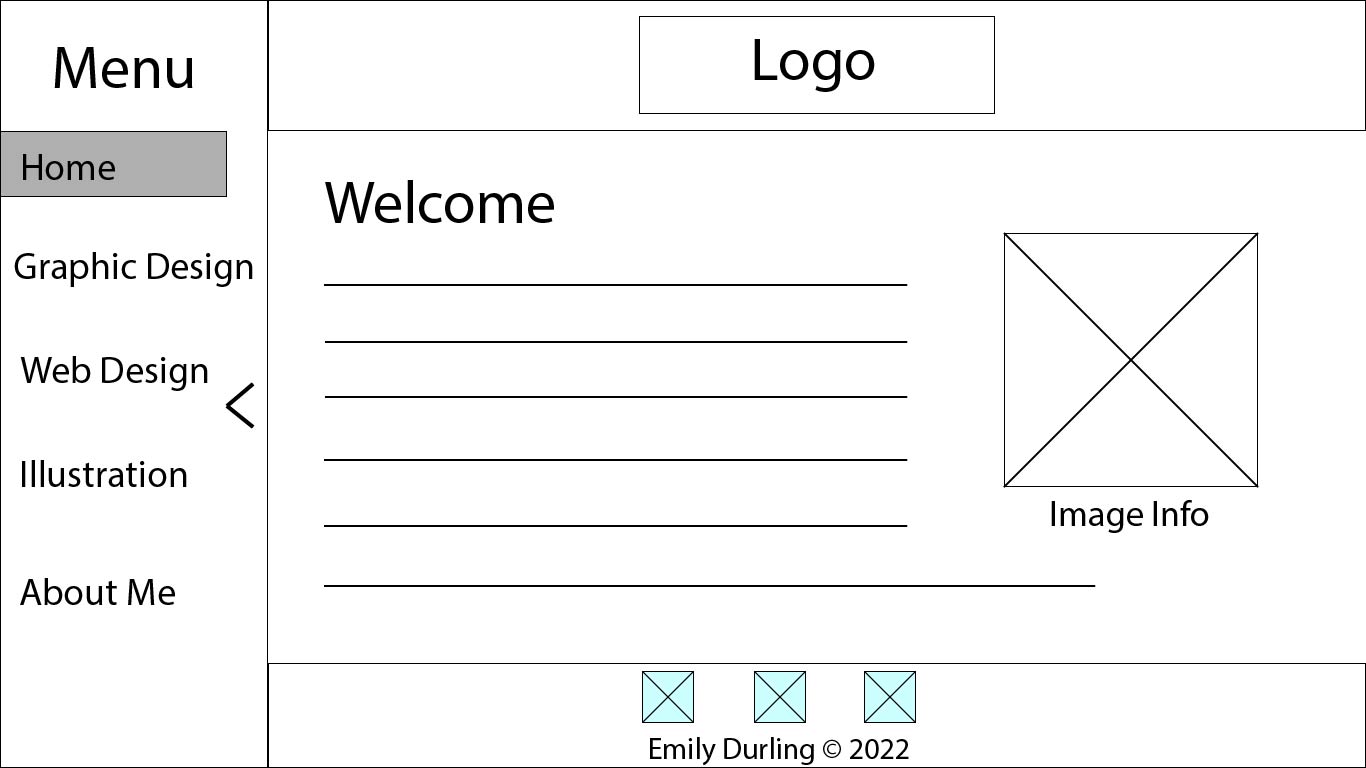 Menu
Home
Graphic Design
Web Design
Illustration
About Me
Logo
Welcome
Image Info
Emily Durling © 2022